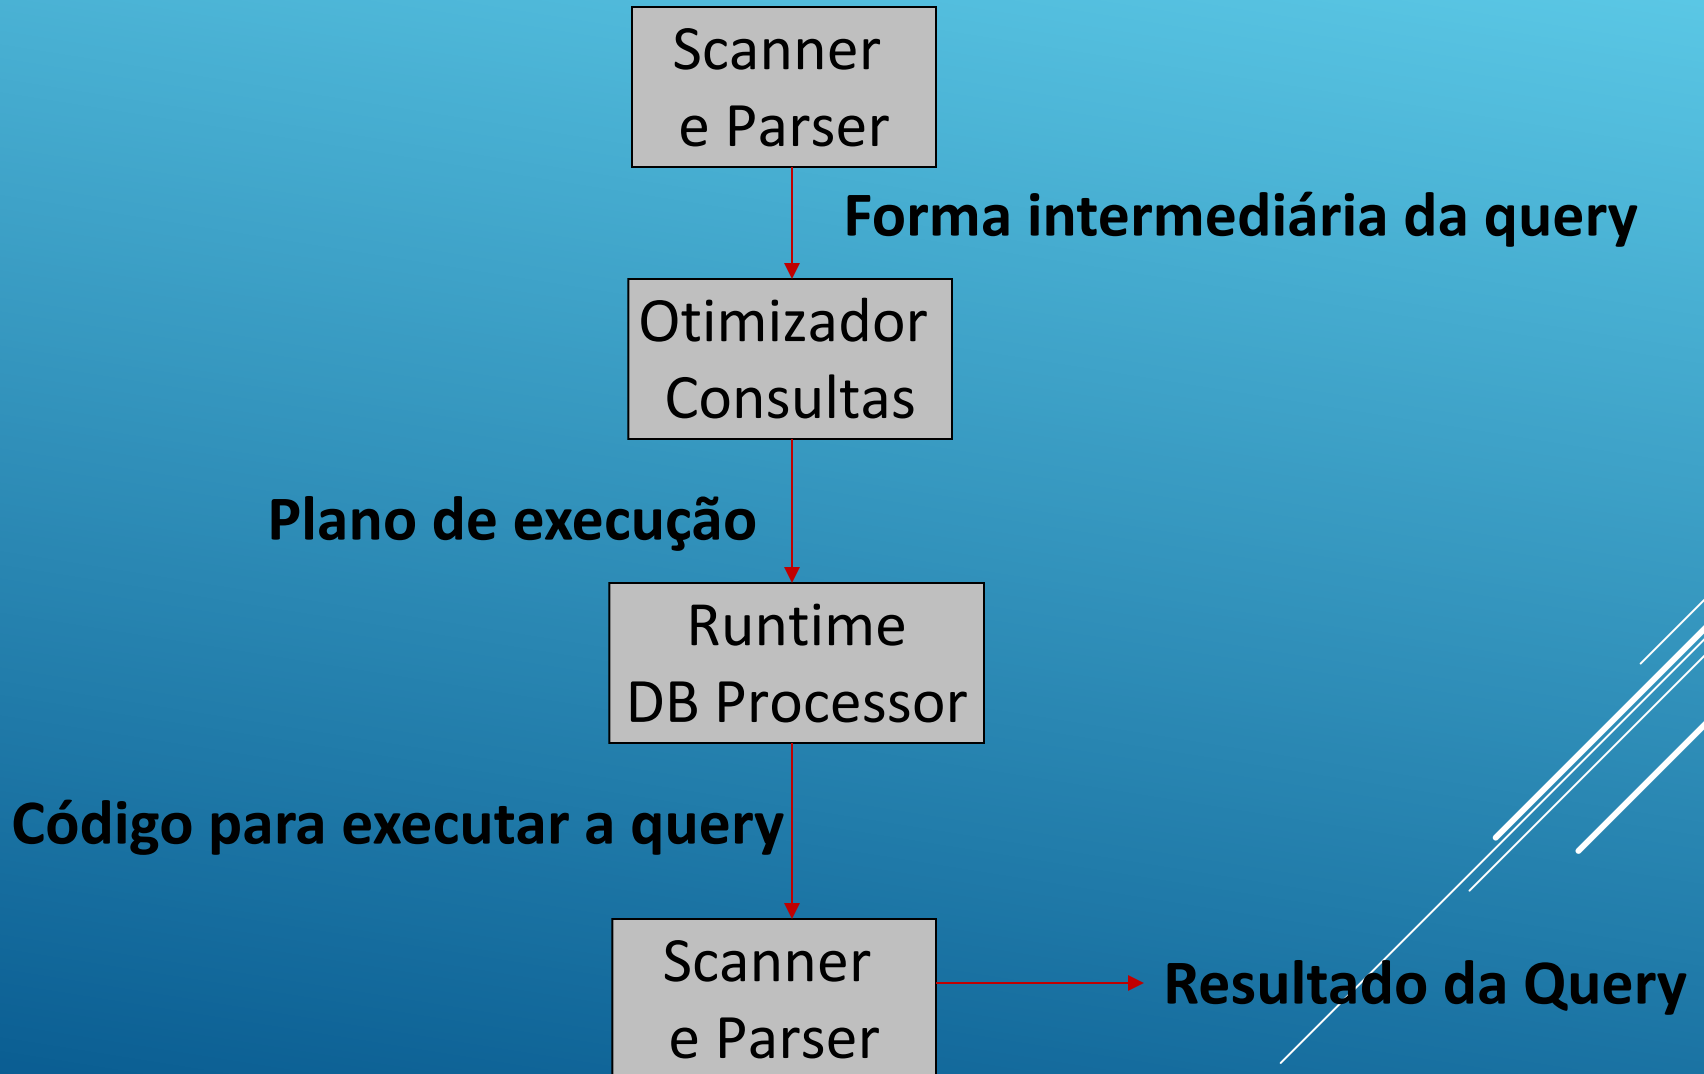 Scanner
e Parser
Forma intermediária da query
Otimizador
Consultas
Plano de execução
Runtime
DB Processor
Código para executar a query
Scanner
e Parser
Resultado da Query